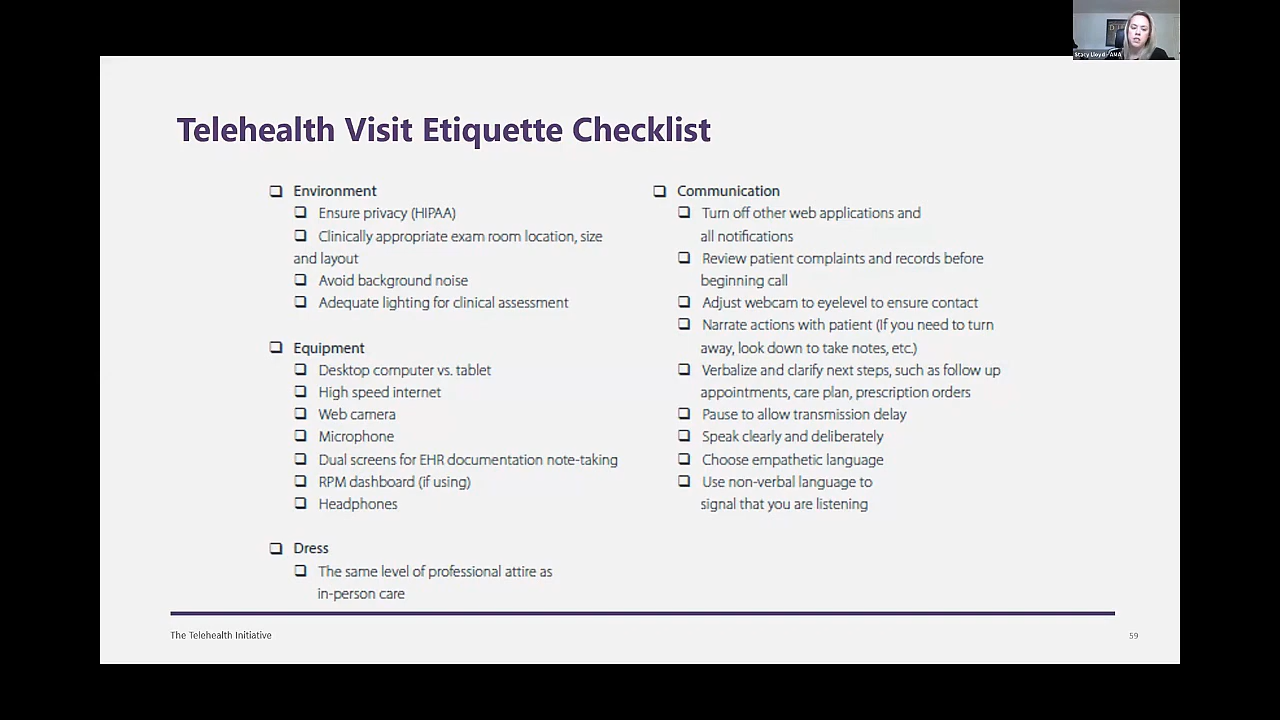 Stacy Lloyd - AMA
Telehealth Visit Etiquette Checklist
❑ Environment
❑ Ensure privacy (HIPAA)
❑ Clinically appropriate exam room location, size
and layout
❑ Avoid background noise
❑ Adequate lighting for clinical assessment
❑ Equipment
❑ Desktop computer vs. tablet
❑ High speed internet
❑ Web camera
❑ Microphone
❑ Dual screens for EHR documentation note-taking
❑ RPM dashboard (if using)
❑ Headphones
❑ Dress
❑ The same level of professional attire as
in-person care
❑ Communication
❑ Turn off other web applications and
all notifications
❑ Review patient complaints and records before
beginning call
❑ Adjust webcam to eyelevel to ensure contact
❑ Narrate actions with patient (If you need to turn
away, look down to take notes, etc.)
❑ Verbalize and clarify next steps, such as follow up
appointments, care plan, prescription orders
❑ Pause to allow transmission delay
❑ Speak clearly and deliberately
❑ Choose empathetic language
❑ Use non-verbal language to
signal that you are listening
The Telehealth Initiative
59